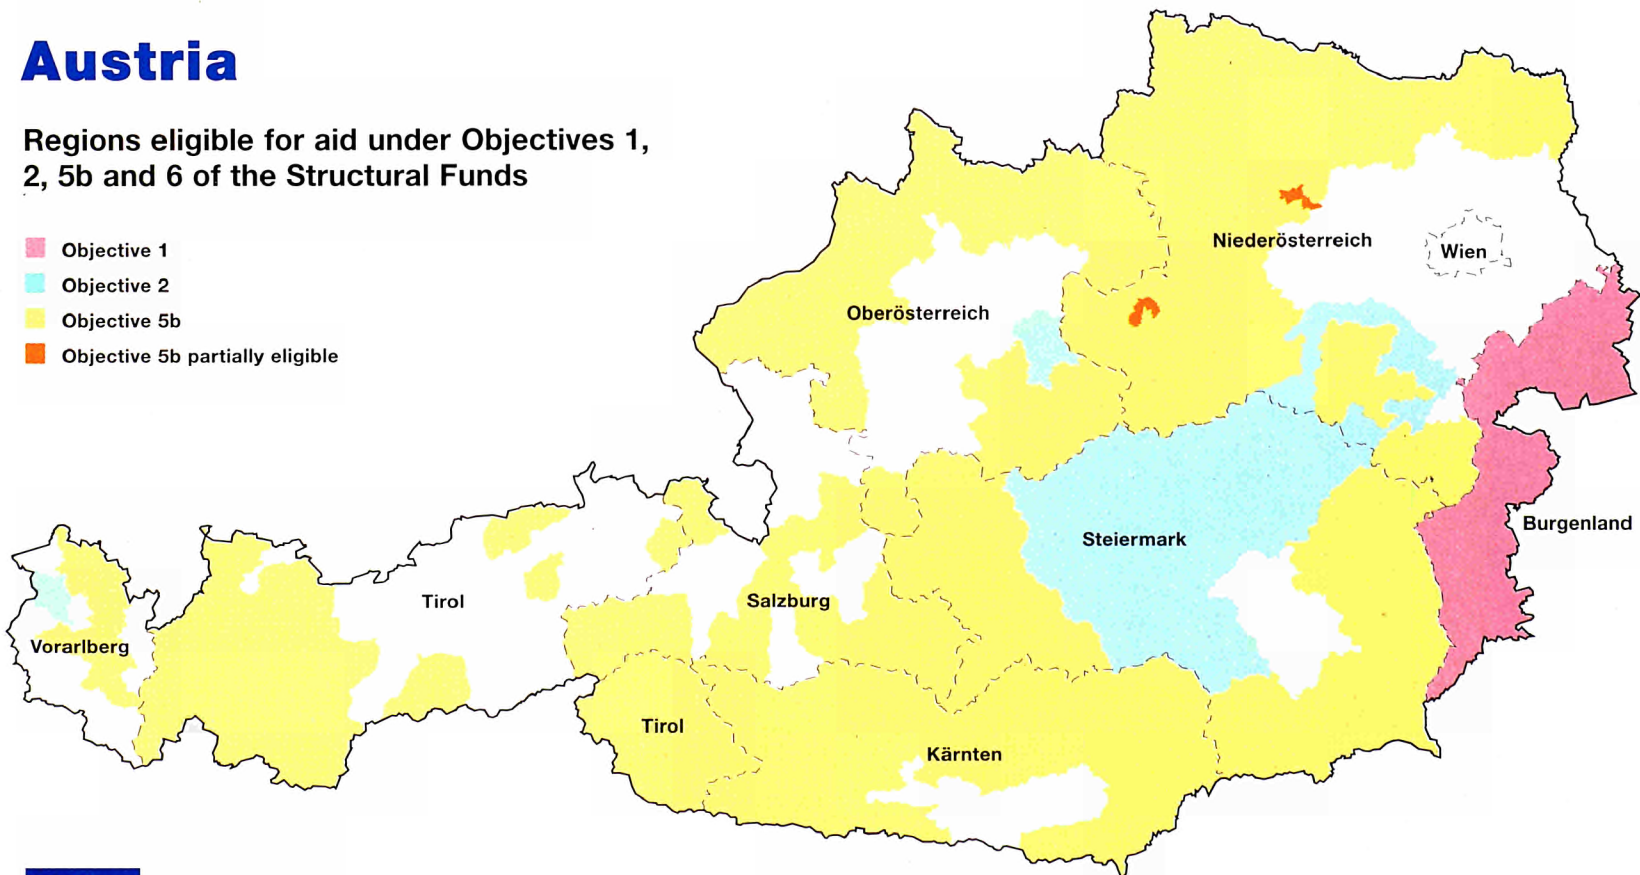 Austria
Regions eligible for aid under Objectives 1,
2, 5b and 6 of the Structural Funds
Objective 1
Objective 2
Objective 5b
Objective 5b partially eligible
Niederösterreich
Wien
Oberösterreich
Burgenland
Steiermark
Salzburg
Tirol
Vorarlberg
Tirol
Kärnten